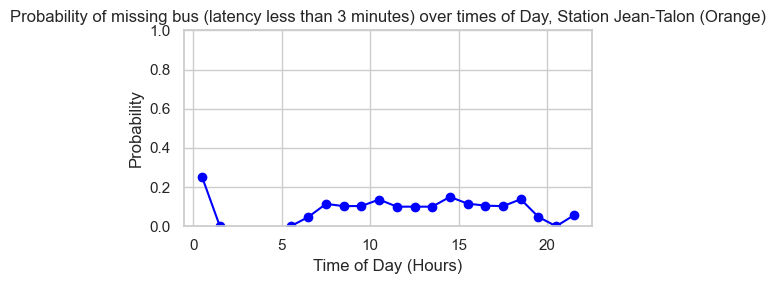 Probability of missing bus (latency less than 3 minutes) over times of Day, Station Jean-Talon (Orange)
1.0
0.8
0.6
0.4
0.2
0.0
Probability
0 5 10 15 20
Time of Day (Hours)